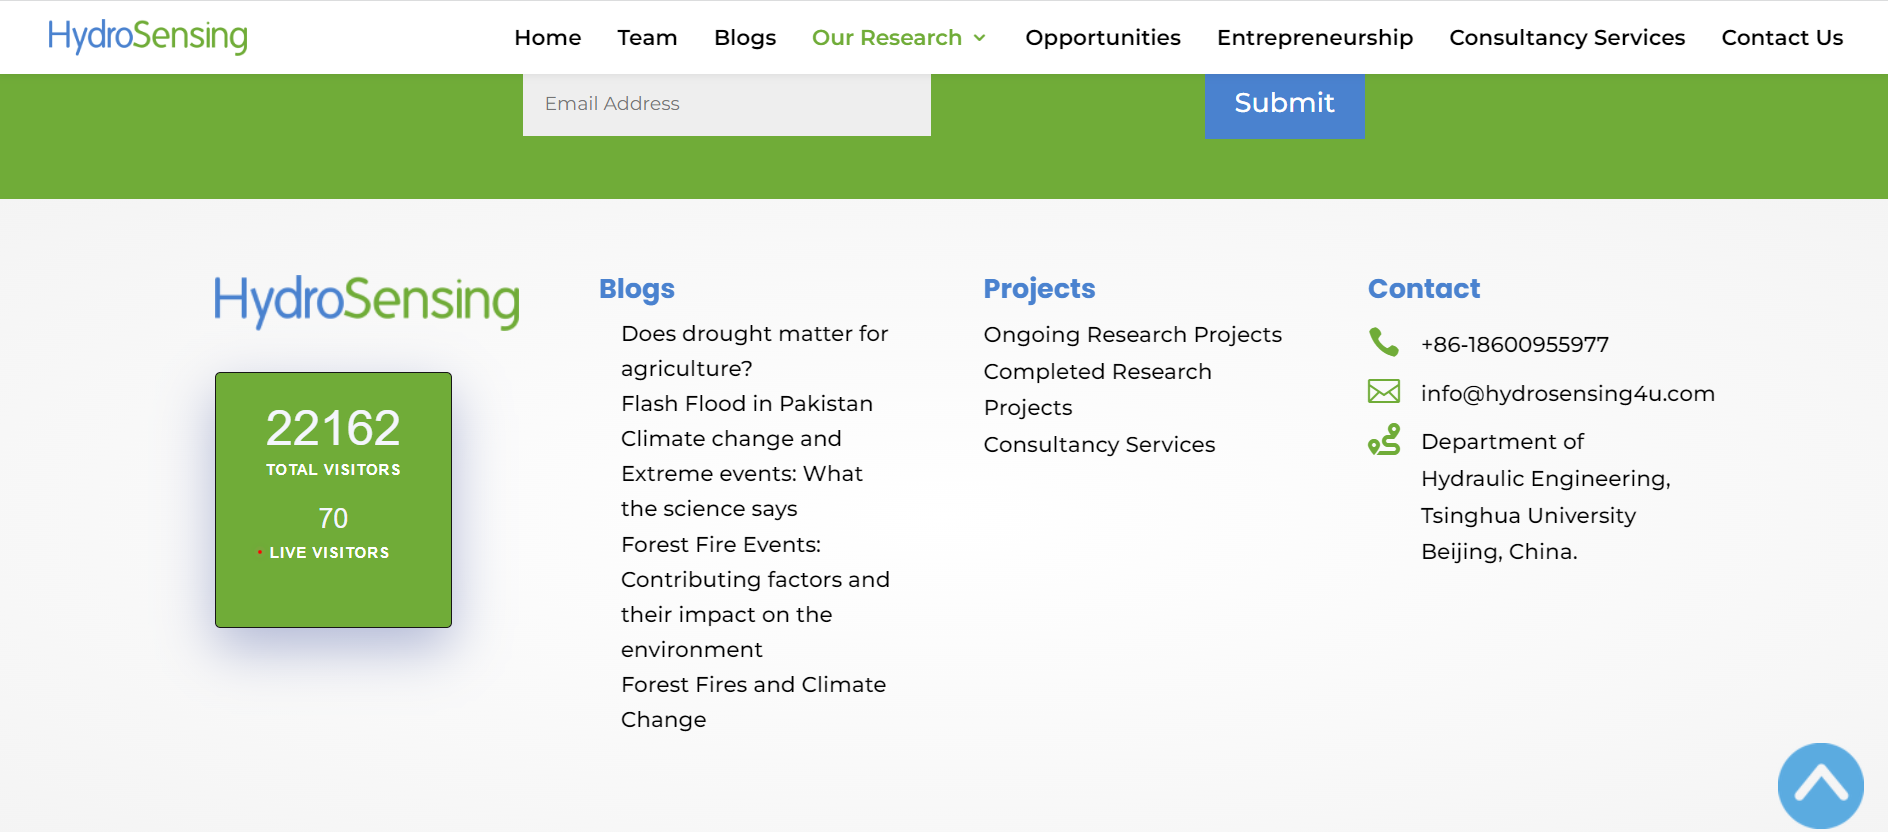 HydroSensing
Home Team Blogs Our Research Opportunities Entrepreneurship Consultancy Services Contact Us
Email Address
Submit
HydroSensing
22162
TOTAL VISITORS
70
LIVE VISITORS
Blogs
Does drought matter for
agriculture?
Flash Flood in Pakistan
Climate change and
Extreme events: What
the science says
Forest Fire Events:
Contributing factors and
their impact on the
environment
Forest Fires and Climate
Change
Projects
Ongoing Research Projects
Completed Research
Projects
Consultancy Services
Contact
+86-18600955977
info@hydrosensing4u.com
Department of
Hydraulic Engineering,
Tsinghua University
Beijing, China.